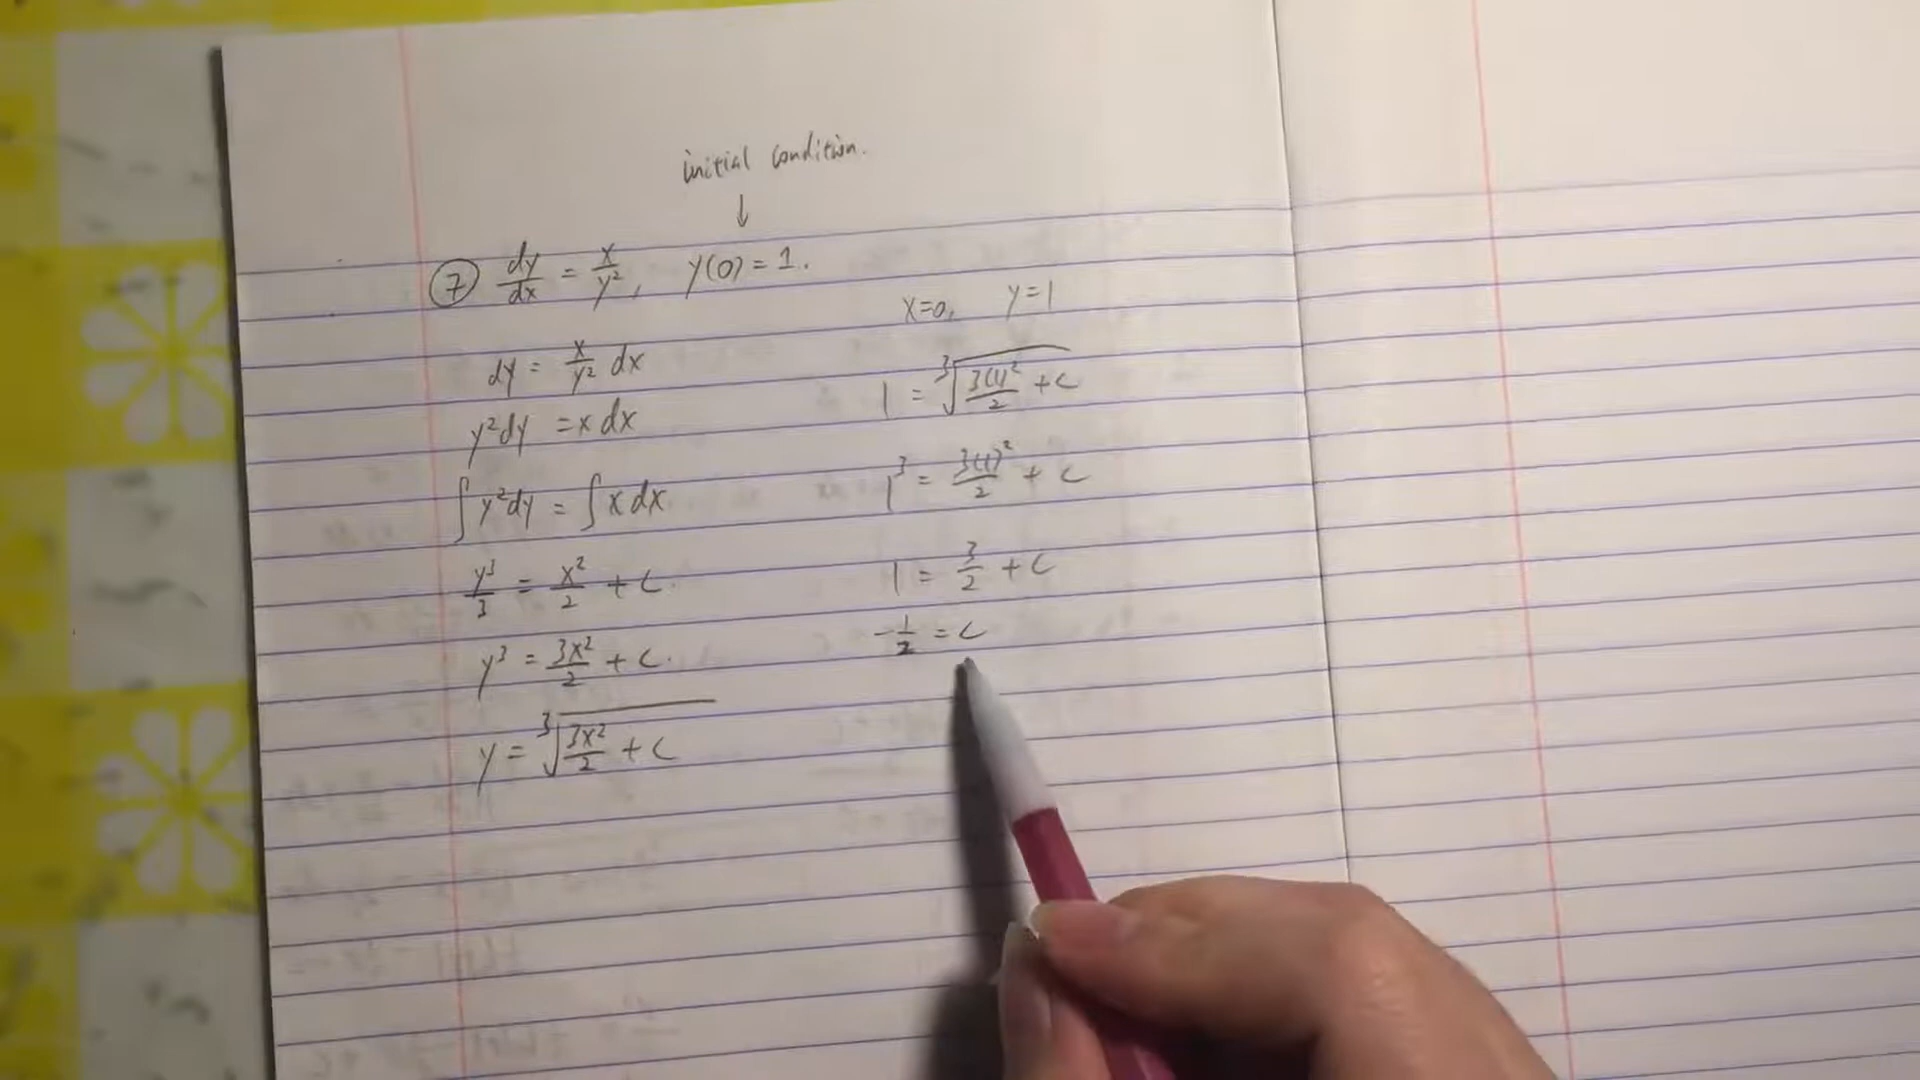 initial condition.
↓
⑦ dy/dx = x/y², y(0) = 1.
dy = x/y² dx
y²dy = x dx
∫y²dy = ∫x dx
y³/3 = x²/2 + C.
y³ = 3x²/2 + C.
y = ∛(3x²/2 + C)
x=0, y=1
1 = ∛(3(1)²/2 + C)
1³ = 3(1)²/2 + C
1 = 3/2 + C
-1/2 = C